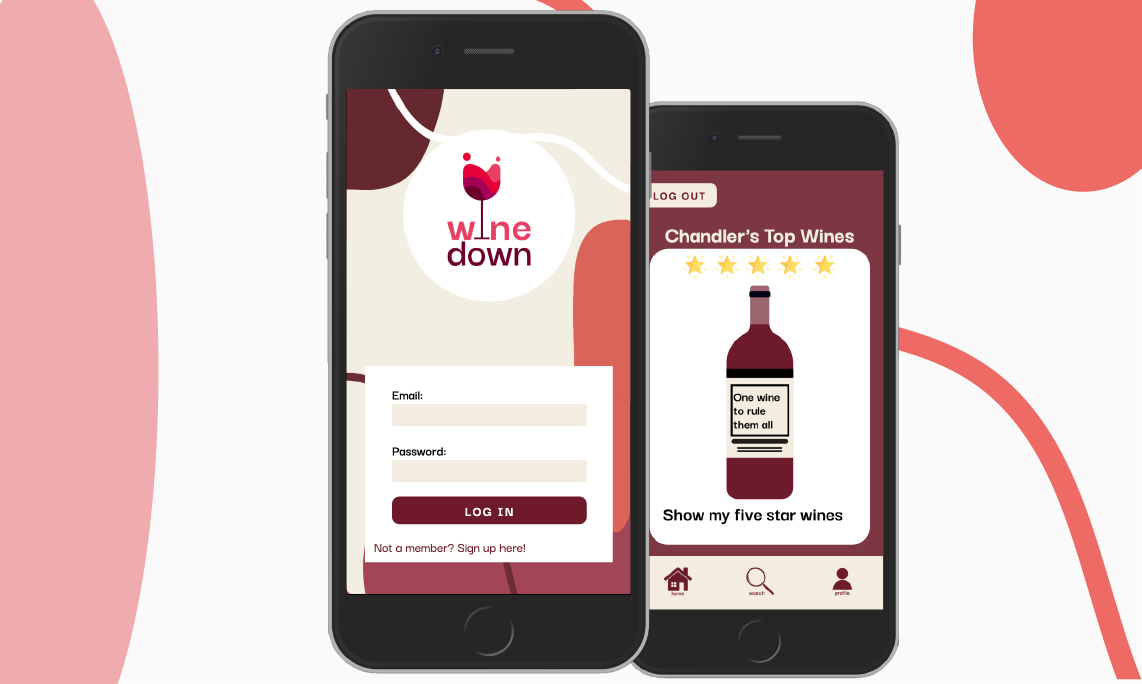 wine
down
Email:
Password:
LOG IN
Not a member? Sign up here!
LOG OUT
Chandler's Top Wines
One wine
to rule
them all
Show my five star wines
home
search
profile